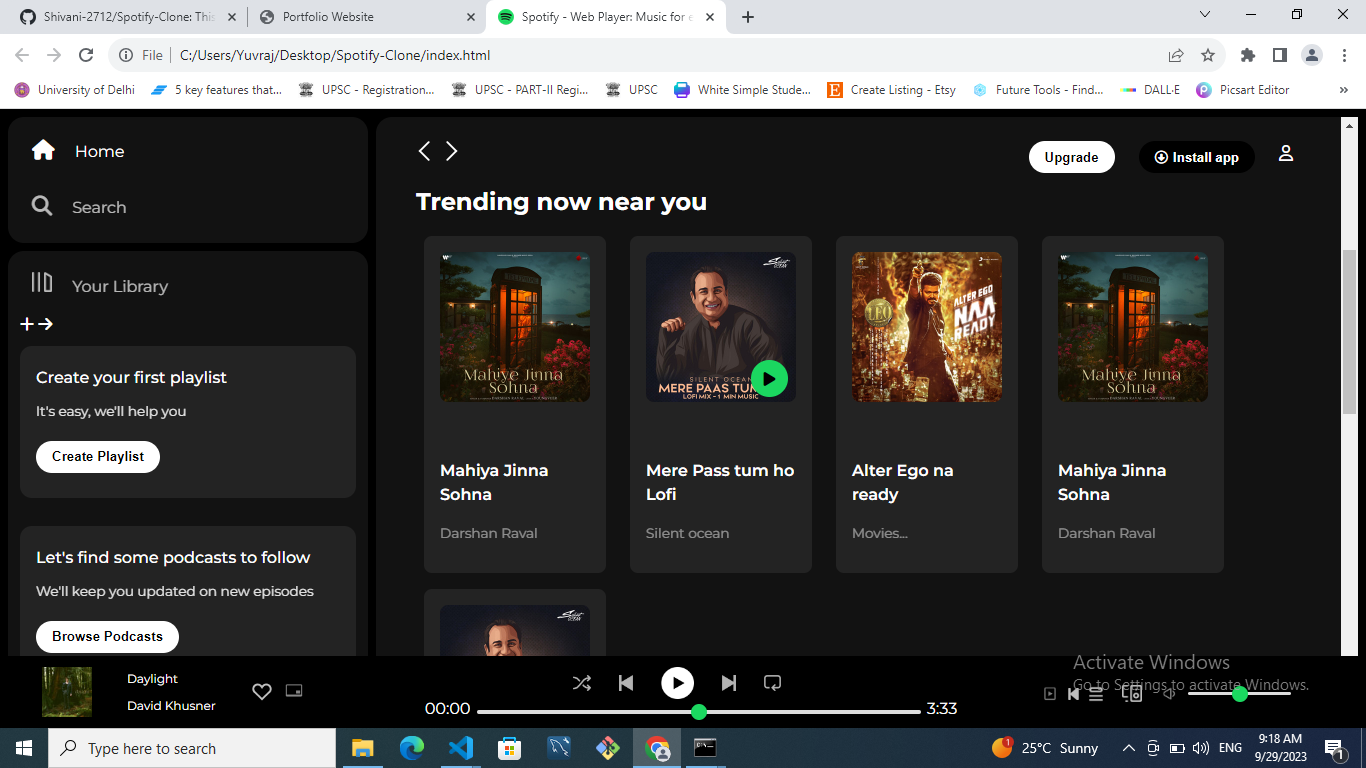 Shivani-2712/Spotify-Clone: This
Portfolio Website
Spotify - Web Player: Music for e
File
C:/Users/Yuvraj/Desktop/Spotify-Clone/index.html
University of Delhi
5 key features that...
UPSC - Registration...
UPSC - PART-II Regi...
UPSC
White Simple Stude...
Create Listing - Etsy
Future Tools - Find...
DALL·E
Picsart Editor
»
Home
Search
Your Library
Create your first playlist
It's easy, we'll help you
Create Playlist
Let's find some podcasts to follow
We'll keep you updated on new episodes
Browse Podcasts
Upgrade
Install app
Trending now near you
MAHIYE JINNA
SOHNA
Mahiya Jinna
Sohna
Darshan Raval
Silent
Ocean
SILENT OCEAN
MERE PAAS TUM
LOFI MIX - 1 MIN MUSIC
Mere Pass tum ho
Lofi
Silent ocean
LEO
ALTER EGO
NAA
READY
Alter Ego na
ready
Movies...
MAHIYE JINNA
SOHNA
Mahiya Jinna
Sohna
Darshan Raval
Silent
Ocean
Daylight
David Khusner
00:00
3:33
Activate Windows
Go to Settings to activate Windows.
Type here to search
1
25°C Sunny
ENG
9:18 AM
9/29/2023
1